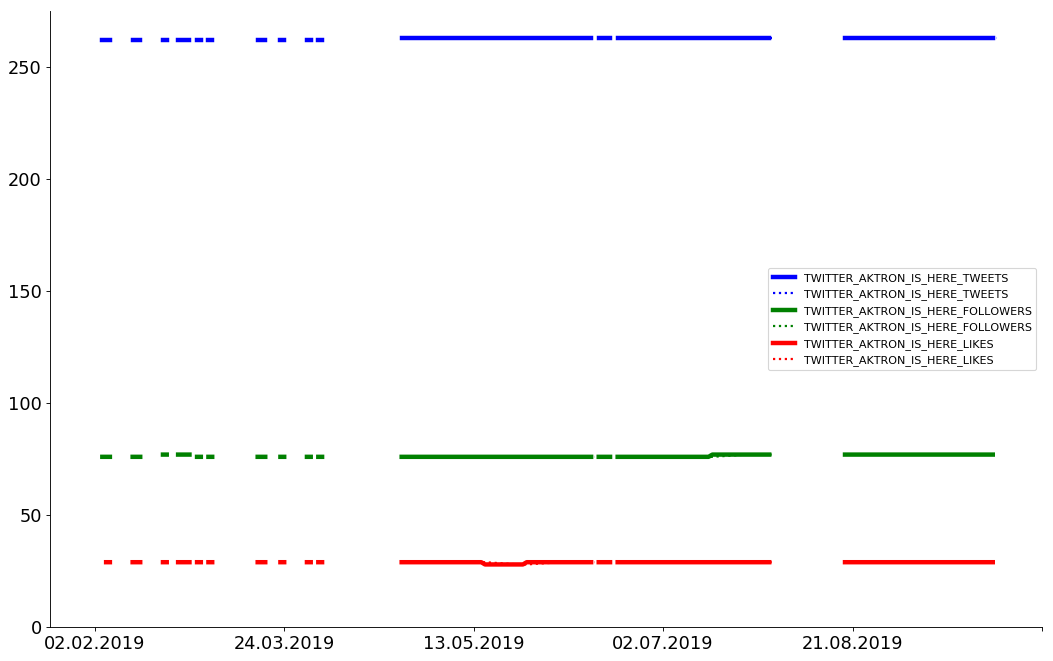 250
200
150
100
50
0
02.02.2019 24.03.2019 13.05.2019 02.07.2019 21.08.2019
TWITTER_AKTRON_IS_HERE_TWEETS
TWITTER_AKTRON_IS_HERE_TWEETS
TWITTER_AKTRON_IS_HERE_FOLLOWERS
TWITTER_AKTRON_IS_HERE_FOLLOWERS
TWITTER_AKTRON_IS_HERE_LIKES
TWITTER_AKTRON_IS_HERE_LIKES